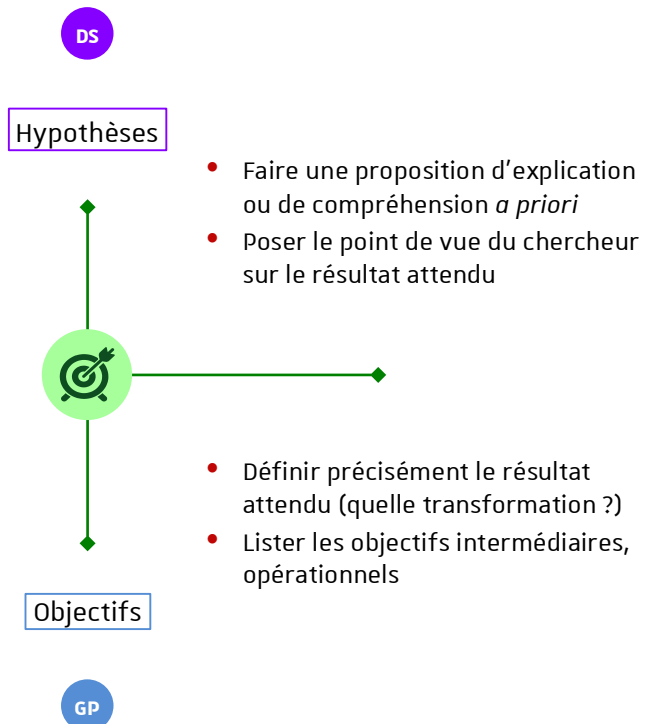 DS
Hypothèses
• Faire une proposition d’explication
ou de compréhension a priori
• Poser le point de vue du chercheur
sur le résultat attendu
• Définir précisément le résultat
attendu (quelle transformation ?)
• Lister les objectifs intermédiaires,
opérationnels
Objectifs
GP